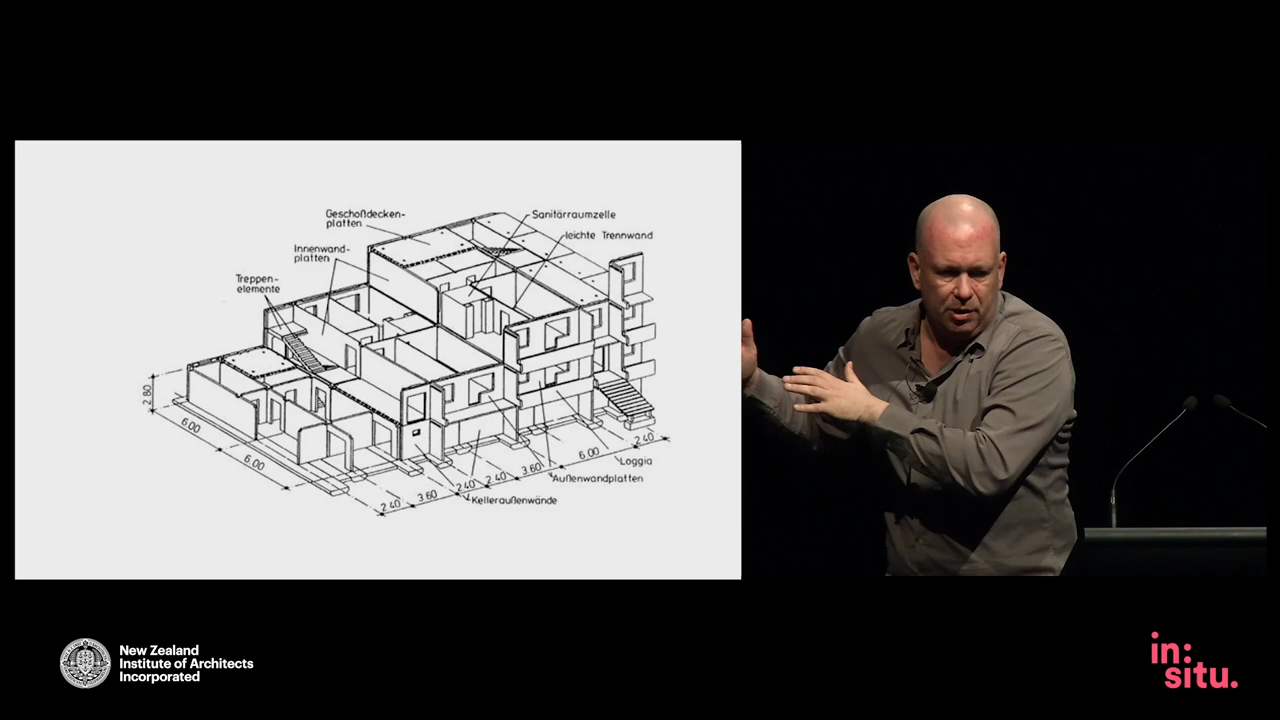 Geschoßdecken-
platten
Sanitärraumzelle
leichte Trennwand
Innenwand-
platten
Treppen-
elemente
2.80
6.00
6.00
2.40
3.60
2.40
2.40
3.60
6.00
2.40
Loggia
Außenwandplatten
Kelleraußenwände
New Zealand
Institute of Architects
Incorporated
in:
situ.